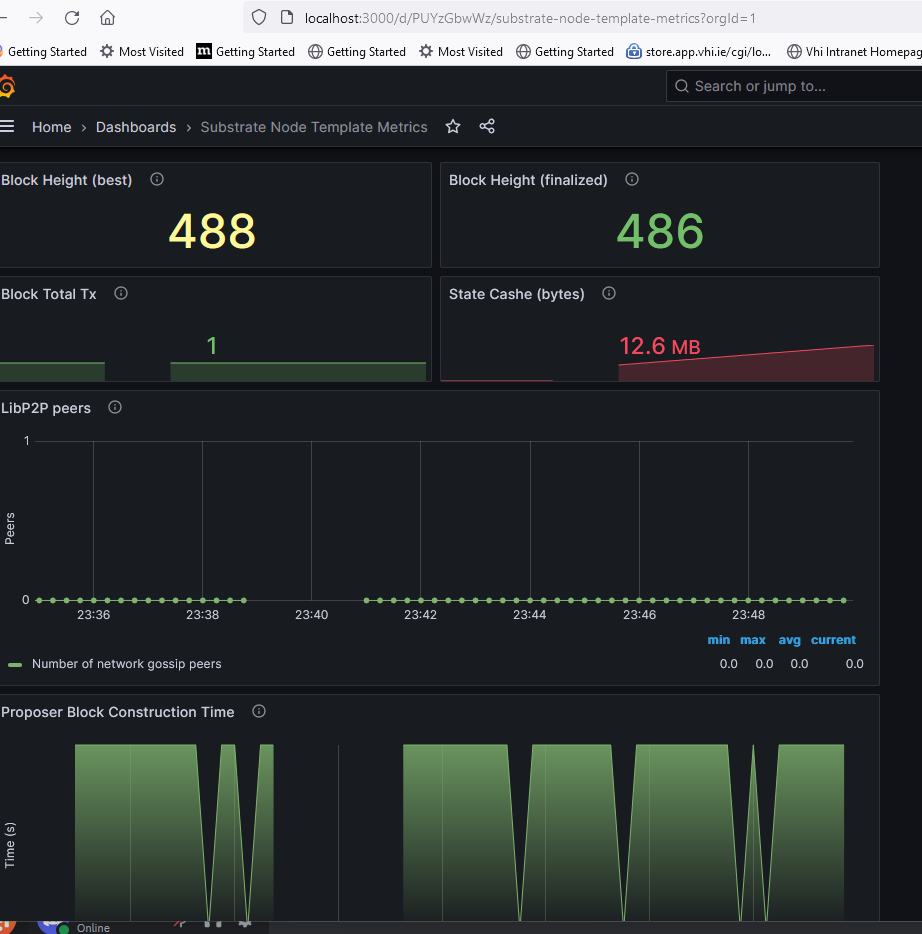 localhost:3000/d/PUYzGbwWz/substrate-node-template-metrics?orgId=1
Getting Started Most Visited m Getting Started Getting Started Most Visited Getting Started store.app.vhi.ie/cgi/lo... Vhi Intranet Homepag
Search or jump to...
Home › Dashboards › Substrate Node Template Metrics
Block Height (best)
488
Block Height (finalized)
486
Block Total Tx
1
State Cashe (bytes)
12.6 MB
LibP2P peers
1
Peers
0
23:36 23:38 23:40 23:42 23:44 23:46 23:48
min max avg current
Number of network gossip peers 0.0 0.0 0.0 0.0
Proposer Block Construction Time
Time (s)
Online